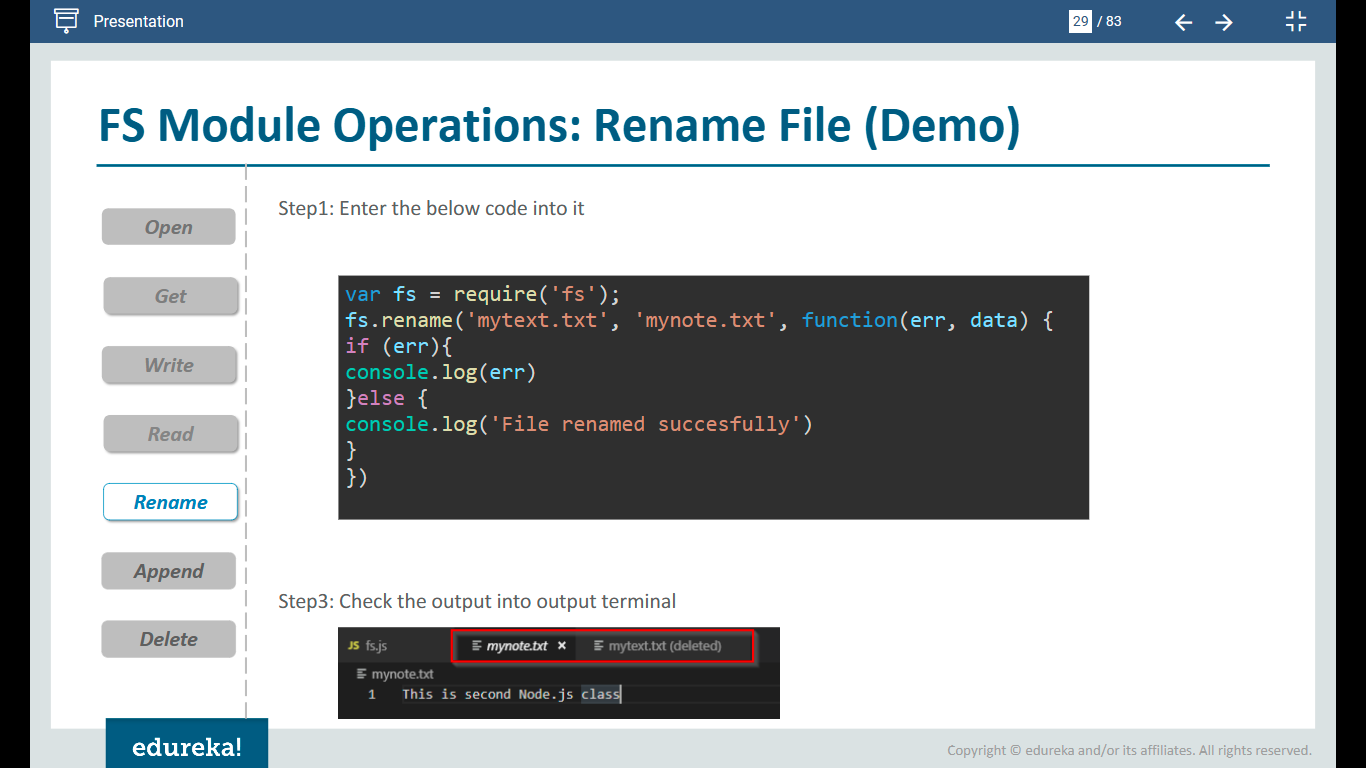 Presentation
29 / 83
FS Module Operations: Rename File (Demo)
Open
Get
Write
Read
Rename
Append
Delete
Step1: Enter the below code into it
var fs = require('fs');
fs.rename('mytext.txt', 'mynote.txt', function(err, data) {
if (err){
console.log(err)
}else {
console.log('File renamed succesfully')
}
})
Step3: Check the output into output terminal
JS fs.js mynote.txt × mytext.txt (deleted)
mynote.txt
1 This is second Node.js class
edureka!
Copyright © edureka and/or its affiliates. All rights reserved.